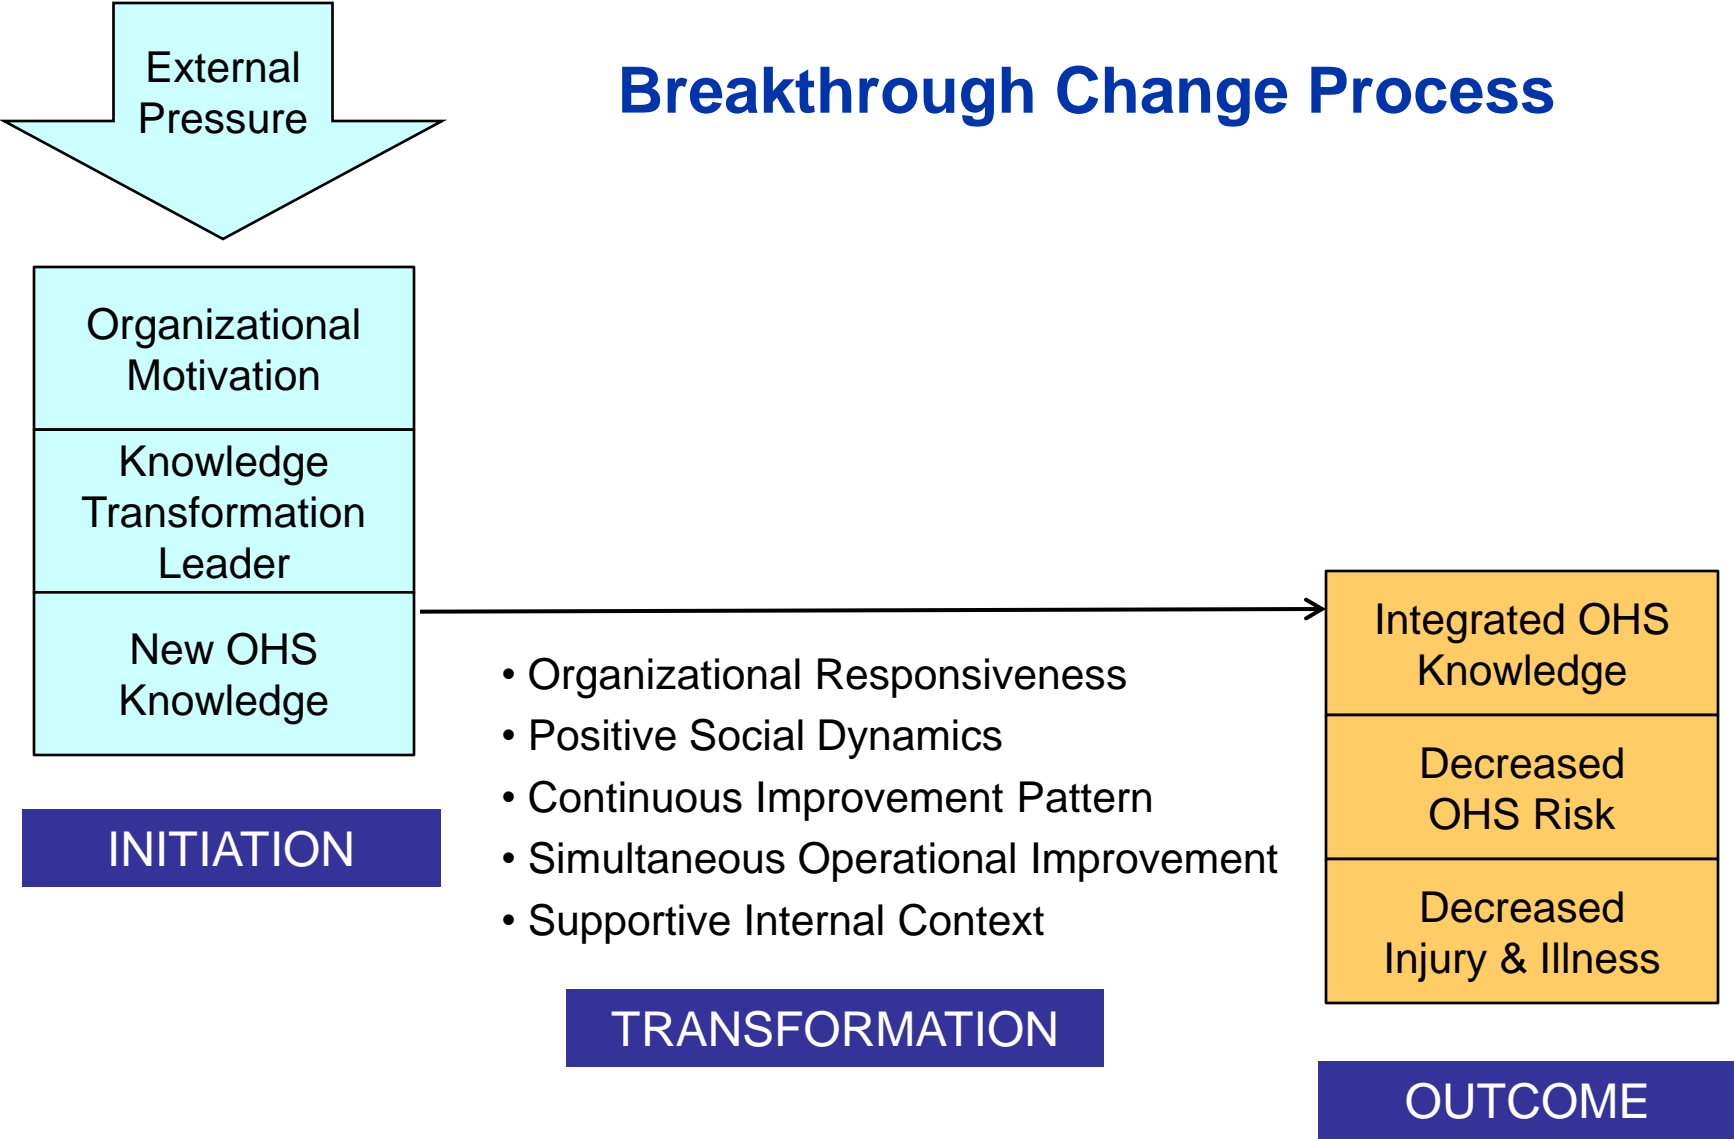 External
Pressure
Breakthrough Change Process
Organizational
Motivation
Knowledge
Transformation
Leader
New OHS
Knowledge
INITIATION
• Organizational Responsiveness
• Positive Social Dynamics
• Continuous Improvement Pattern
• Simultaneous Operational Improvement
• Supportive Internal Context
TRANSFORMATION
Integrated OHS
Knowledge
Decreased
OHS Risk
Decreased
Injury & Illness
OUTCOME